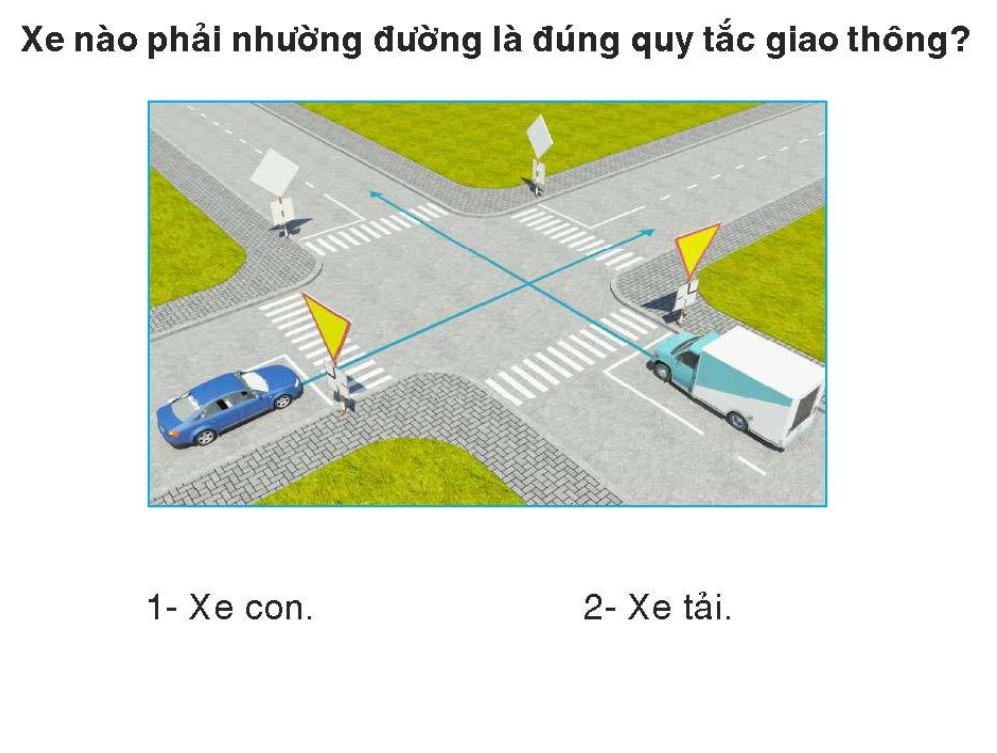 Xe nào phải nhường đường là đúng quy tắc giao thông?
1- Xe con.
2- Xe tải.